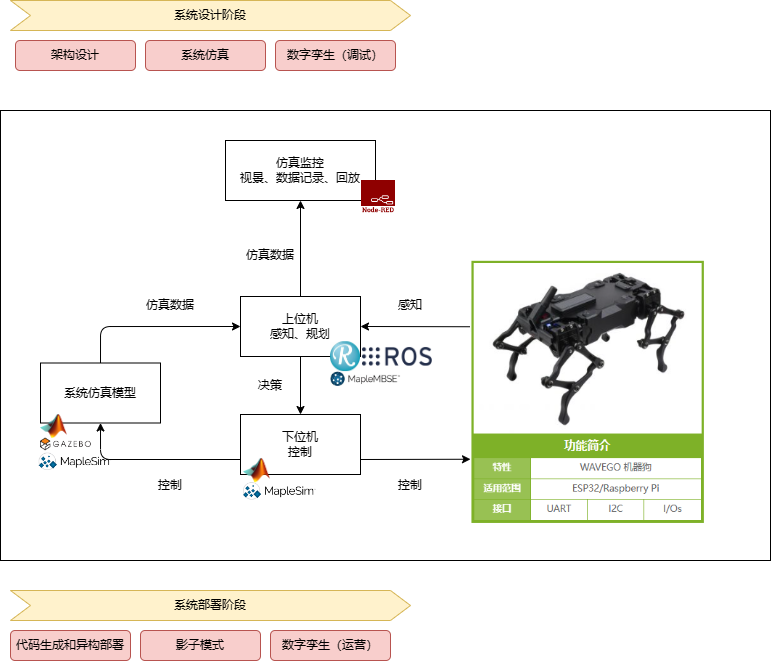 系统设计阶段
架构设计
系统仿真
数字孪生（调试）
仿真监控
视景、数据记录、回放
Node-RED
仿真数据
仿真数据
上位机
感知、规划
感知
R
ROS
MapleMBSE™
系统仿真模型
GAZEBO
MapleSim
决策
下位机
控制
MapleSim
控制
控制
功能简介
特性 WAVEGO 机器狗
适用范围 ESP32/Raspberry Pi
接口 UART I2C I/Os
系统部署阶段
代码生成和异构部署
影子模式
数字孪生（运营）